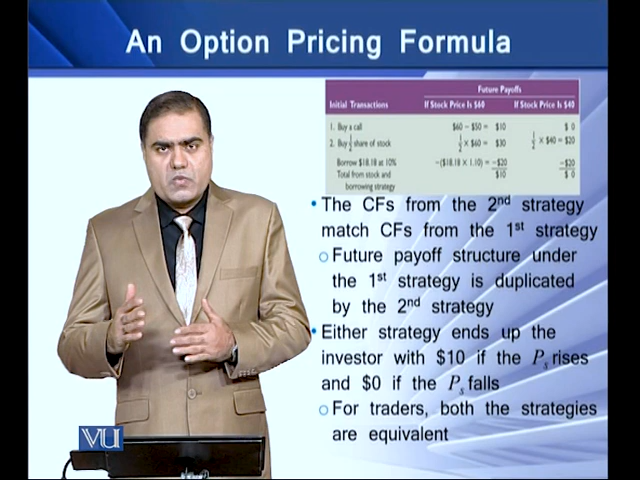 An Option Pricing Formula
Future Payoffs
Initial Transactions If Stock Price Is $60 If Stock Price Is $40
1. Buy a call $60 – $50 = $10 $ 0
2. Buy ½ share of stock ½ × $60 = $30 ½ × $40 = $20
Borrow $18.18 at 10% –($18.18 × 1.10) = –$20 –$20
Total from stock and $10 $ 0
borrowing strategy
• The CFs from the 2nd strategy
match CFs from the 1st strategy
○ Future payoff structure under
the 1st strategy is duplicated
by the 2nd strategy
• Either strategy ends up the
investor with $10 if the Ps rises
and $0 if the Ps falls
○ For traders, both the strategies
are equivalent
VU